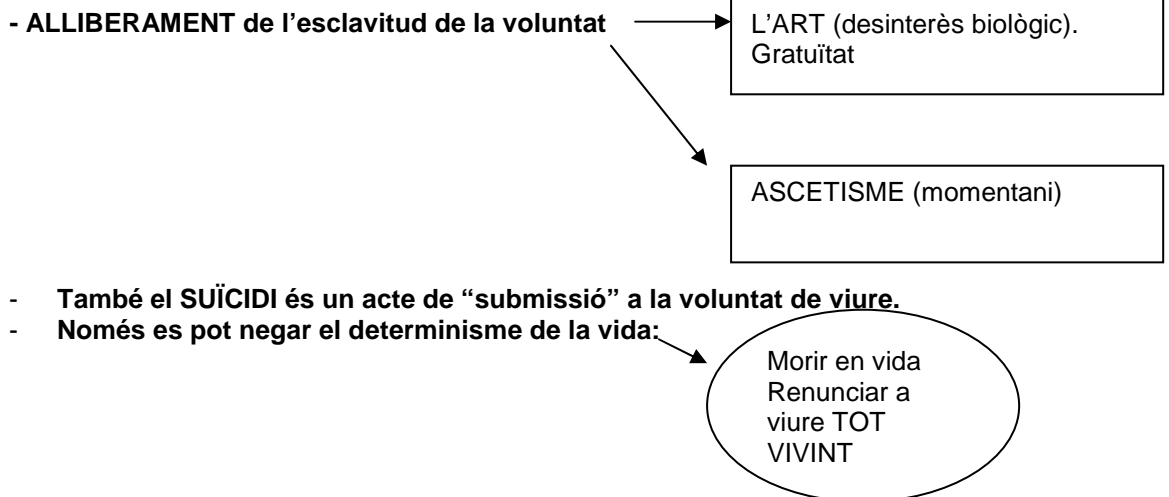 - ALLIBERAMENT de l’esclavitud de la voluntat
L’ART (desinterès biològic).
Gratuïtat
ASCETISME (momentani)
- També el SUÏCIDI és un acte de “submissió” a la voluntat de viure.
- Només es pot negar el determinisme de la vida:
Morir en vida
Renunciar a
viure TOT
VIVINT